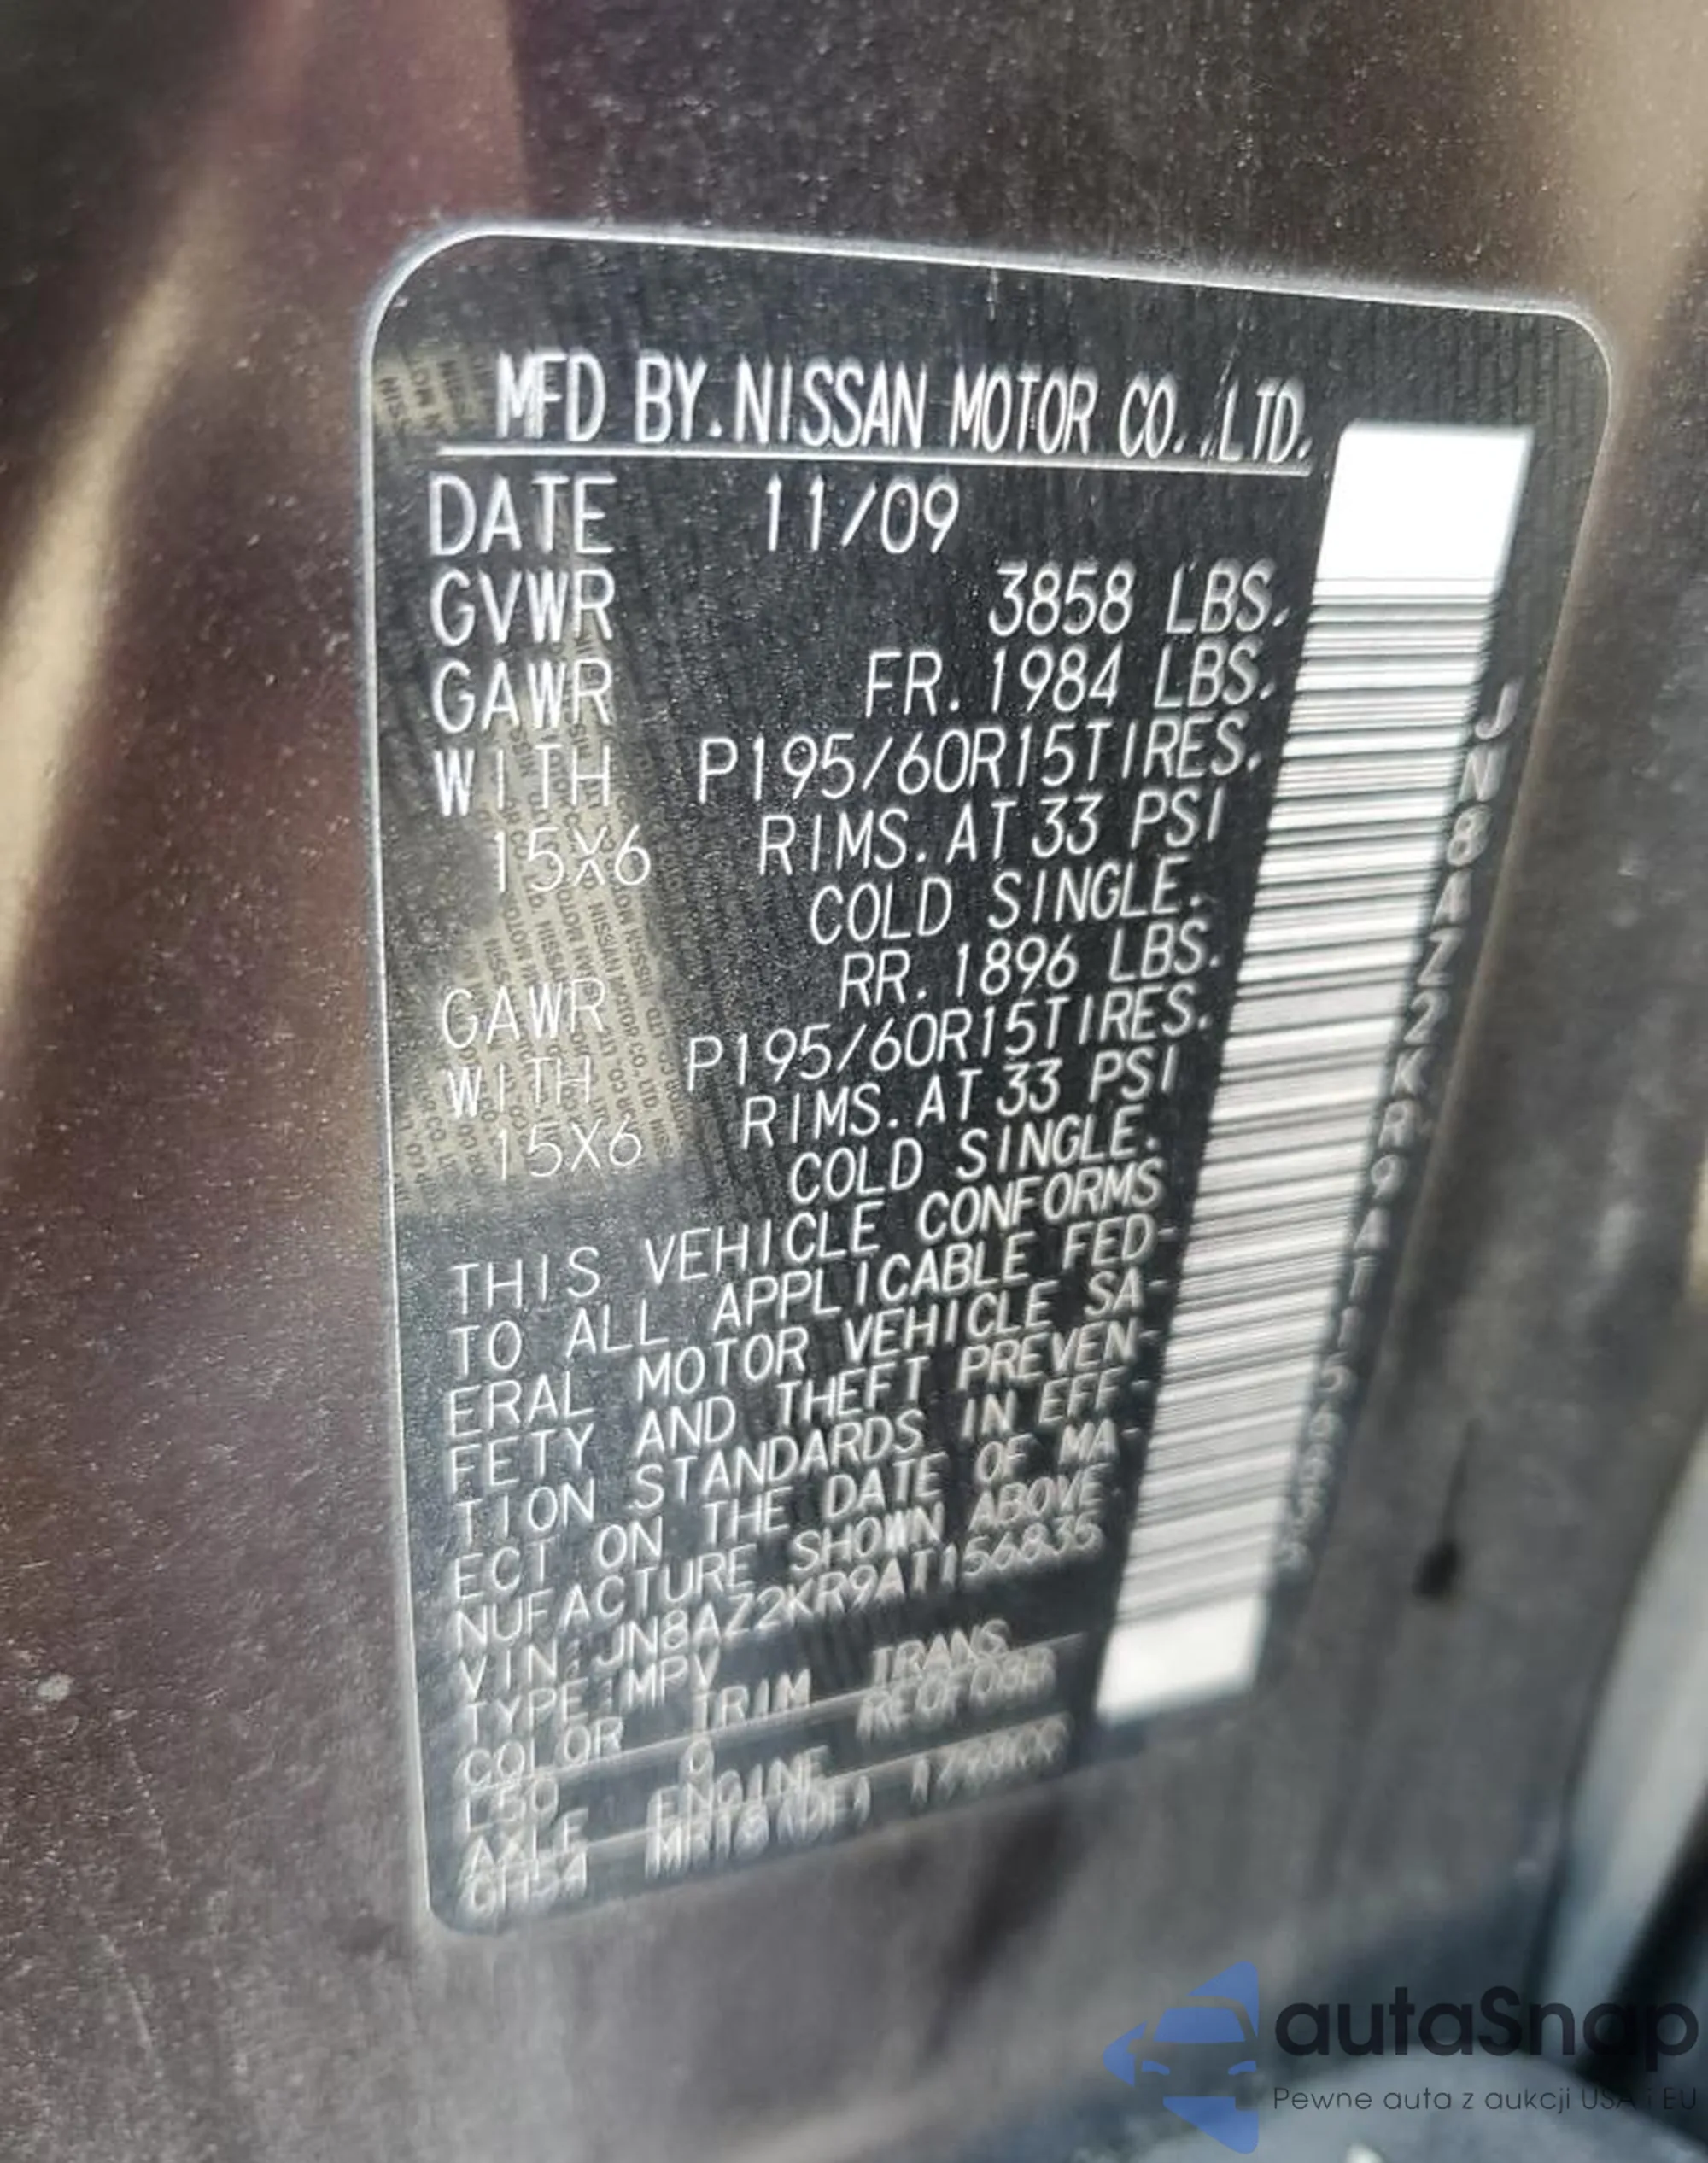 MFD BY.NISSAN MOTOR CO.,LTD.
DATE 11/09
GVWR 3858 LBS.
GAWR FR. 1984 LBS.
WITH P195/60R15TIRES.
15X6 RIMS. AT 33 PSI
COLD SINGLE.
GAWR RR. 1896 LBS.
WITH P195/60R15TIRES.
15X6 RIMS. AT 33 PSI
COLD SINGLE.
THIS VEHICLE CONFORMS
TO ALL APPLICABLE FED-
ERAL MOTOR VEHICLE SA-
FETY AND THEFT PREVEN-
TION STANDARDS IN EFF-
ECT ON THE DATE OF MA-
NUFACTURE SHOWN ABOVE.
VIN:JN8AZ2KR9AT156835
TYPE:MPV
COLOR TRIM TRANS.
L50 G
AXLE ENGINE
MR18(DE)
JN8AZ2KR9AT156835
autaSnap
Pewne auta z aukcji USA i EU